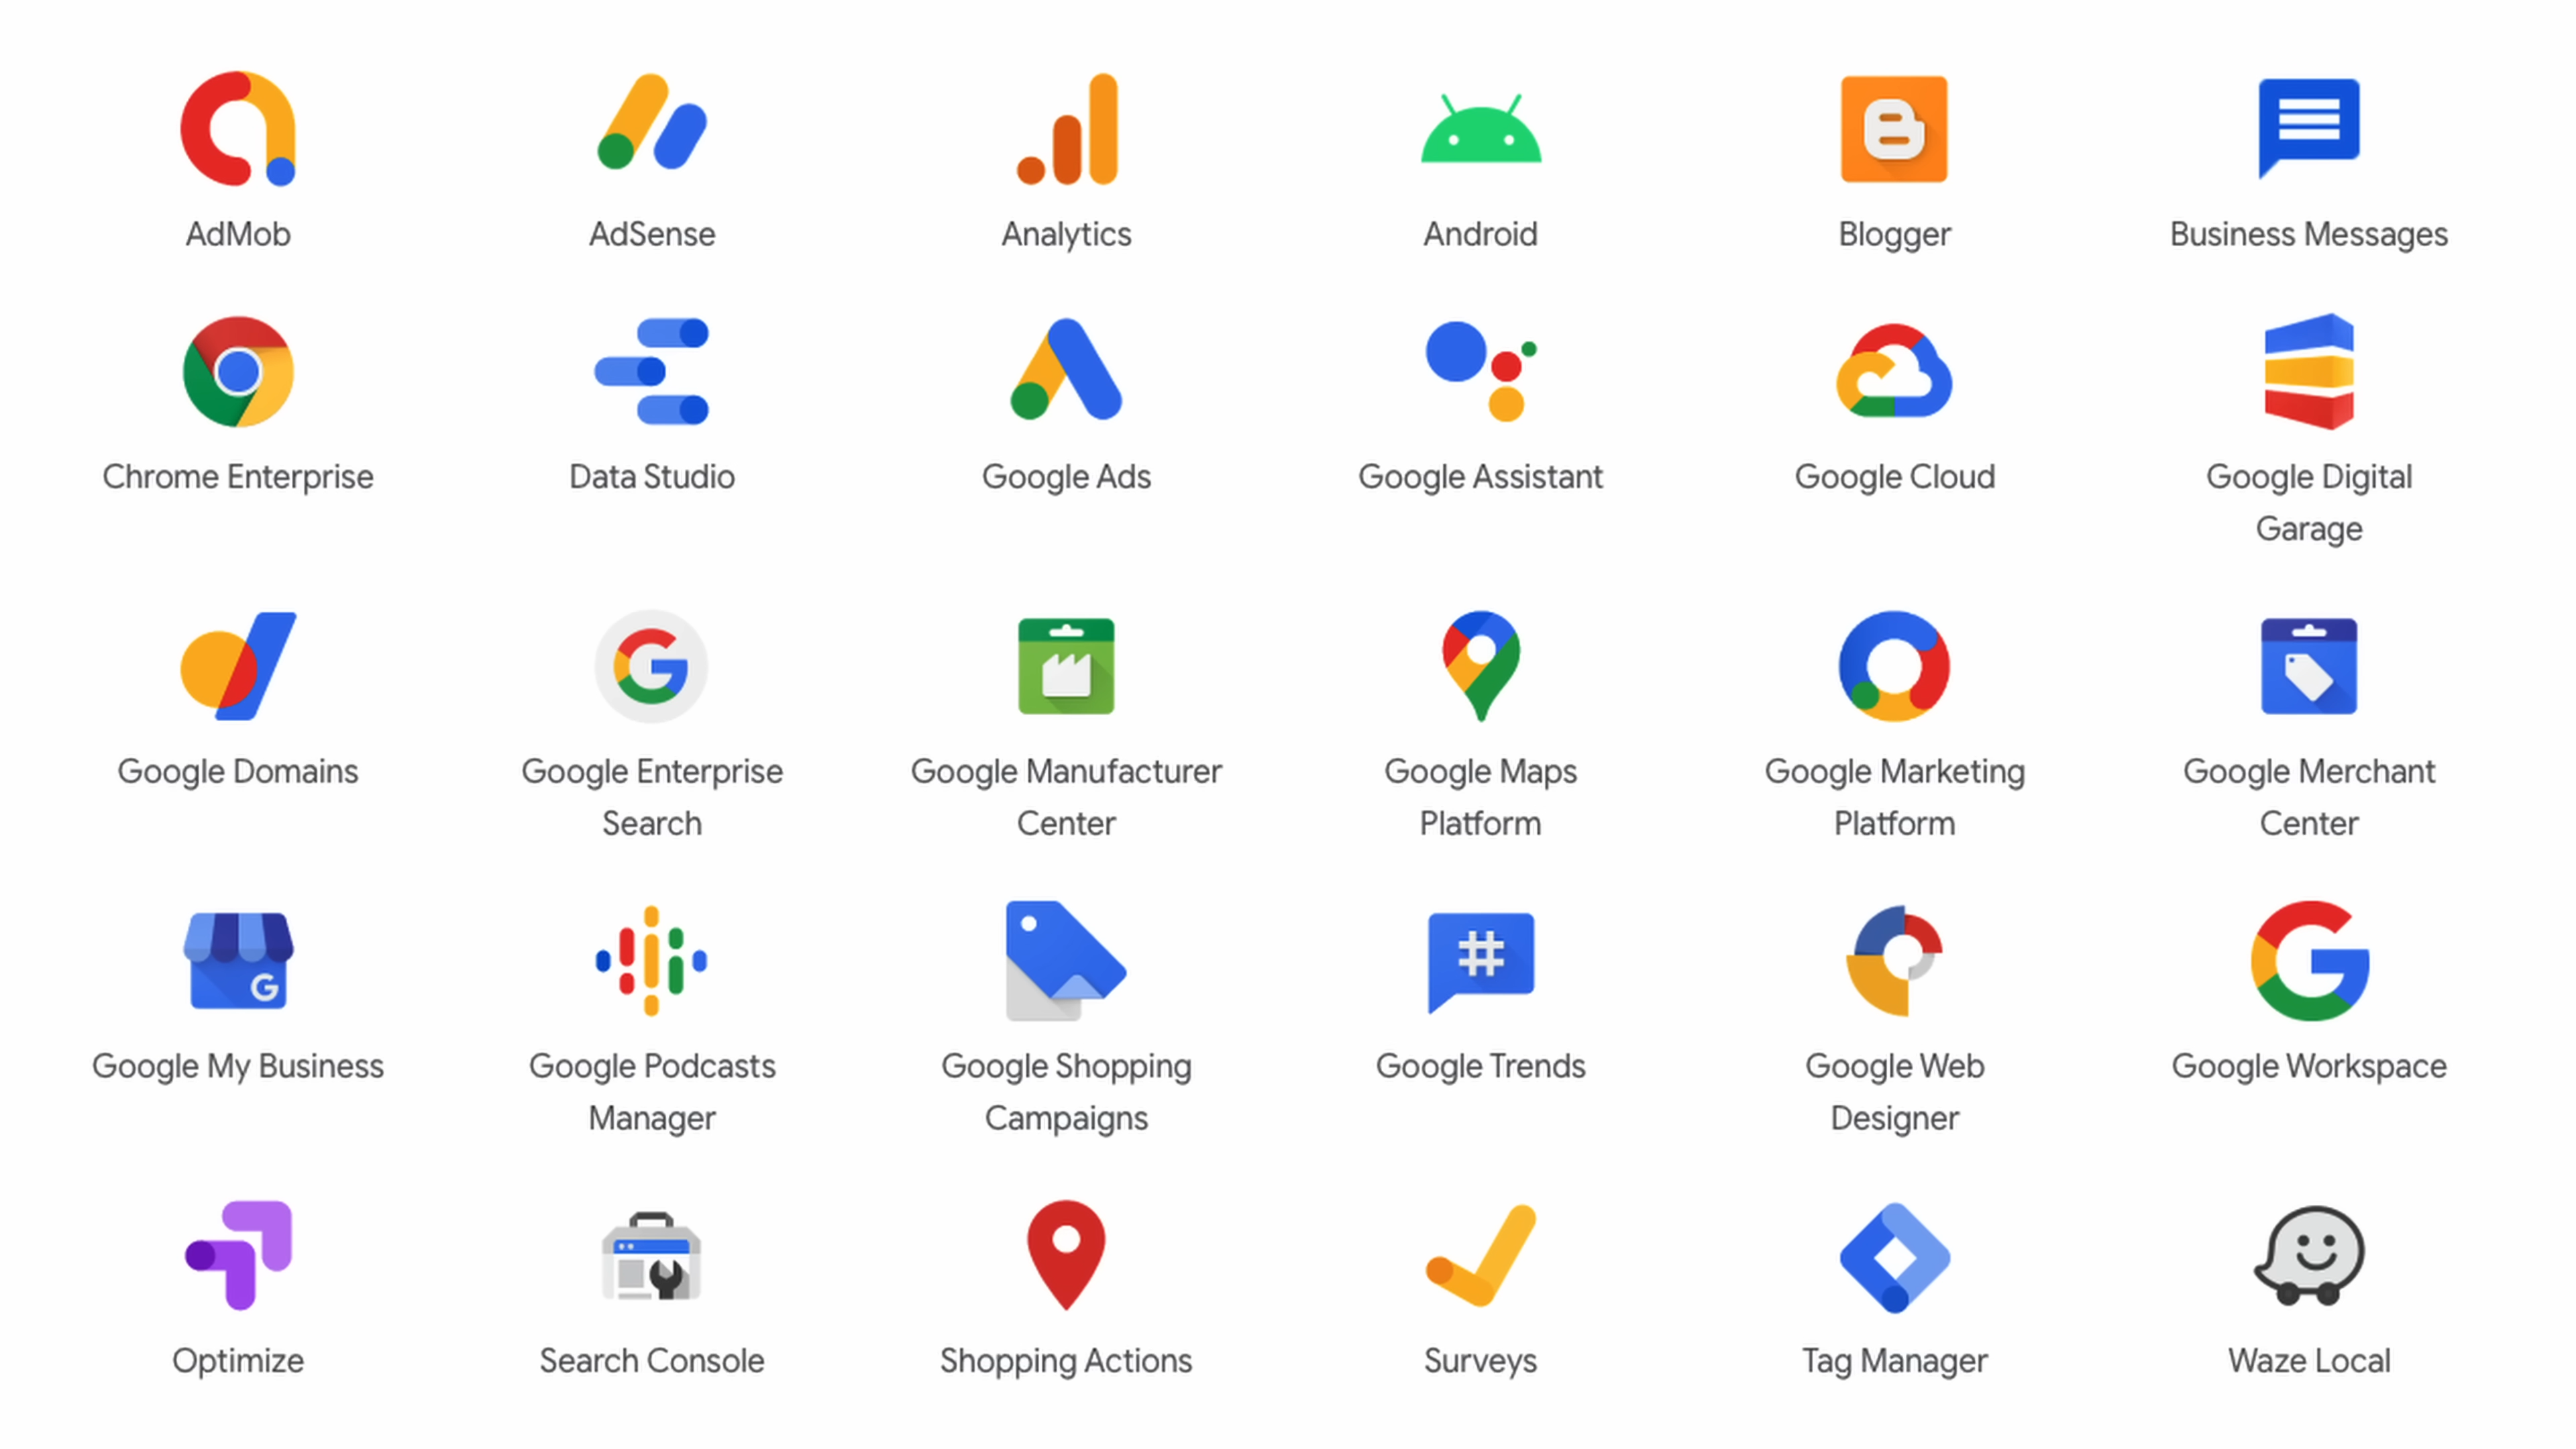 AdMob
AdSense
Analytics
Android
Blogger
Business Messages
Chrome Enterprise
Data Studio
Google Ads
Google Assistant
Google Cloud
Google Digital
Garage
Google Domains
Google Enterprise
Search
Google Manufacturer
Center
Google Maps
Platform
Google Marketing
Platform
Google Merchant
Center
Google My Business
Google Podcasts
Manager
Google Shopping
Campaigns
Google Trends
Google Web
Designer
Google Workspace
Optimize
Search Console
Shopping Actions
Surveys
Tag Manager
Waze Local